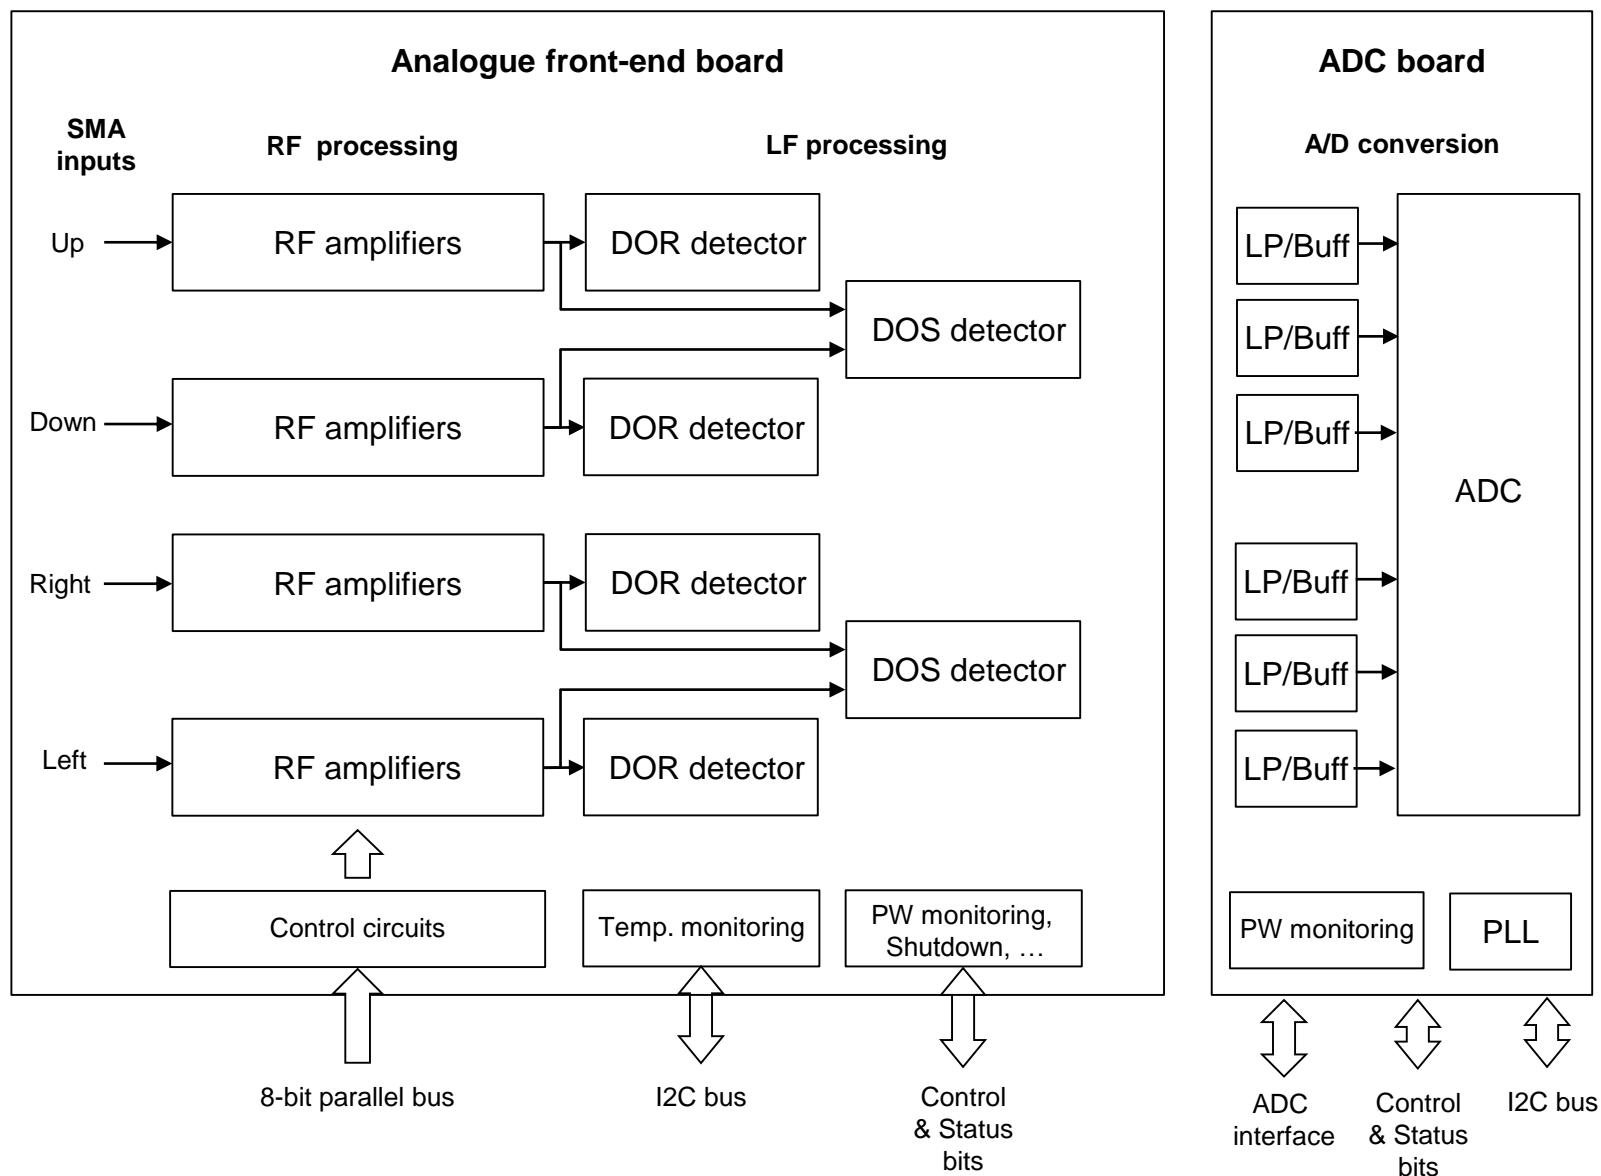 Analogue front-end board
ADC board
SMA
inputs
RF processing
LF processing
A/D conversion
Up
RF amplifiers
DOR detector
LP/Buff
DOS detector
LP/Buff
Down
RF amplifiers
DOR detector
LP/Buff
ADC
Right
RF amplifiers
DOR detector
LP/Buff
DOS detector
LP/Buff
Left
RF amplifiers
DOR detector
LP/Buff
Control circuits
Temp. monitoring
PW monitoring,
Shutdown, …
PW monitoring
PLL
8-bit parallel bus
I2C bus
Control
& Status
bits
ADC
interface
Control
& Status
bits
I2C bus